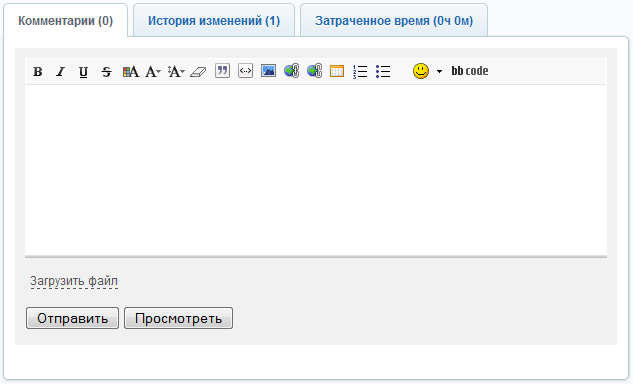 Комментарии (0) История изменений (1) Затраченное время (0ч 0м)
B I U S A A A bb code
Загрузить файл
Отправить Просмотреть